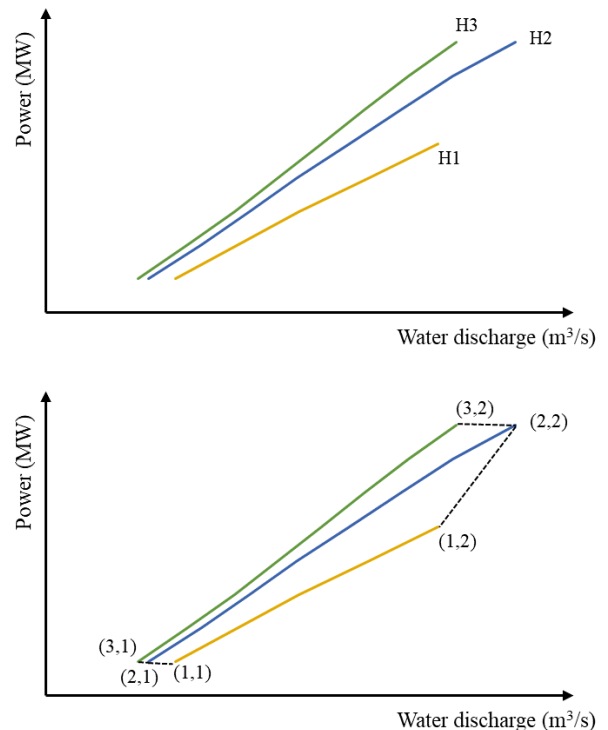 H3
H2
Power (MW)
H1
Water discharge (m³/s)
(3,2)
(2,2)
Power (MW)
(1,2)
(3,1)
(2,1)
(1,1)
Water discharge (m³/s)